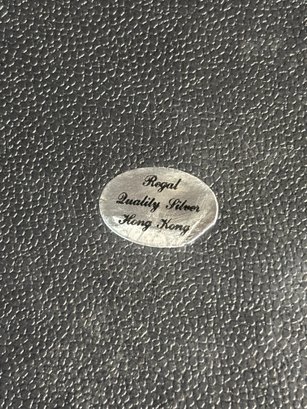 Regal
Quality Silver
Hong Kong